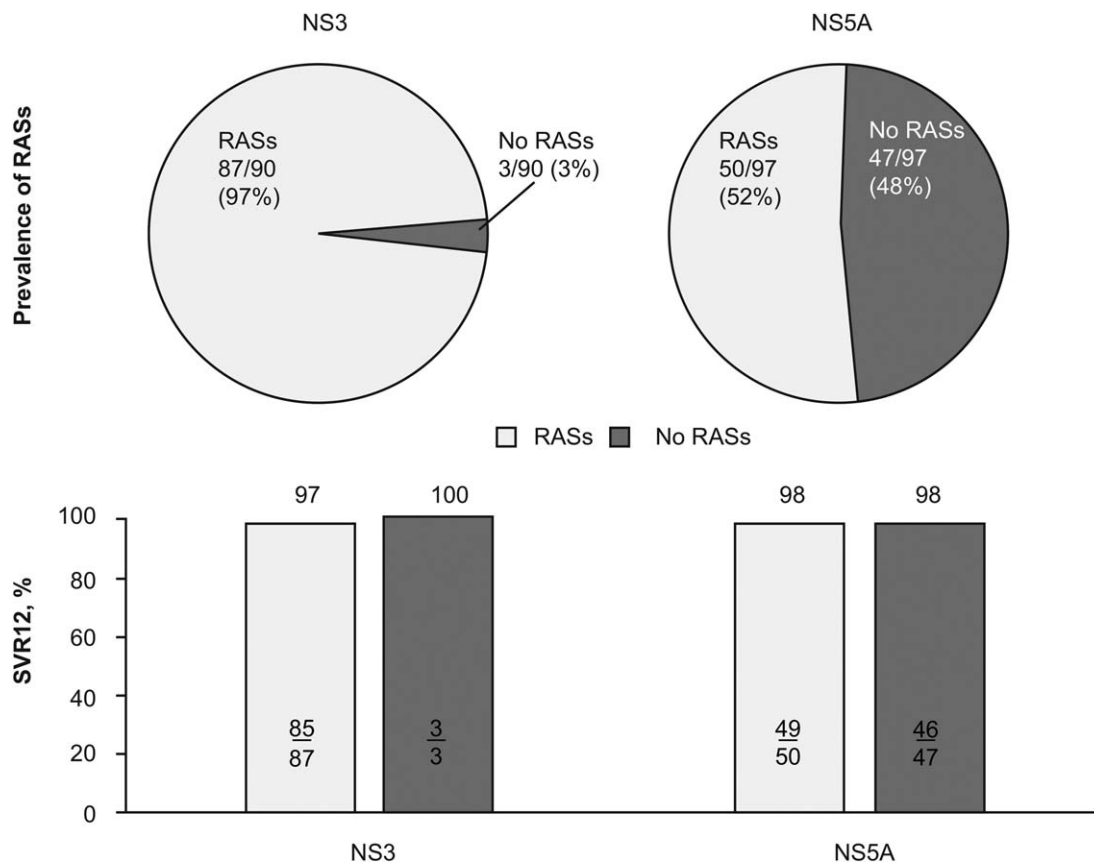 NS3
NS5A
Prevalence of RASs
RASs
87/90
(97%)
No RASs
3/90 (3%)
RASs
50/97
(52%)
No RASs
47/97
(48%)
RASs No RASs
SVR12, %
100
80
60
40
20
0
97
100
98
98
85
87
3
3
49
50
46
47
NS3
NS5A